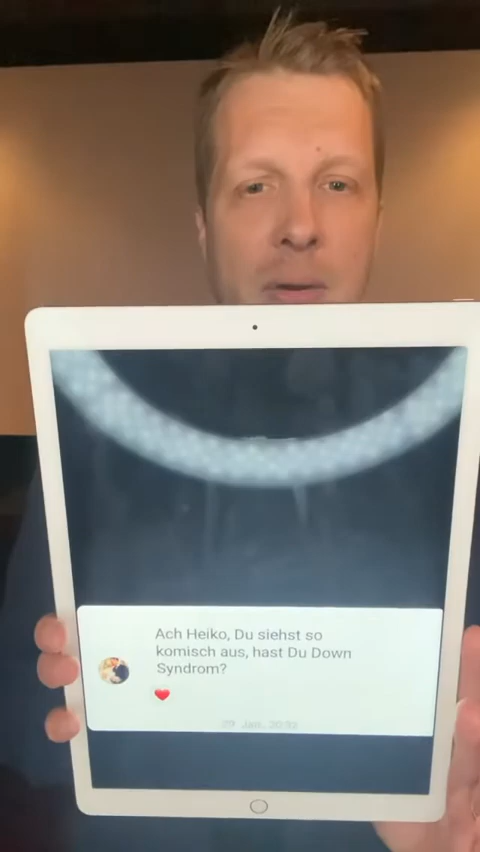 Ach Heiko, Du siehst so
komisch aus, hast Du Down
Syndrom?
❤️